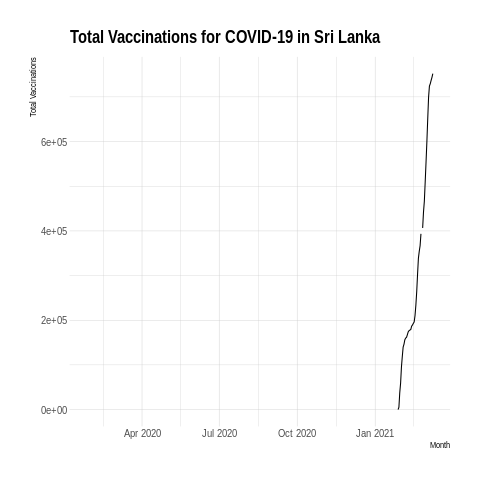 Total Vaccinations for COVID-19 in Sri Lanka
Total Vaccinations
6e+05
4e+05
2e+05
0e+00
Apr 2020 Jul 2020 Oct 2020 Jan 2021
Month